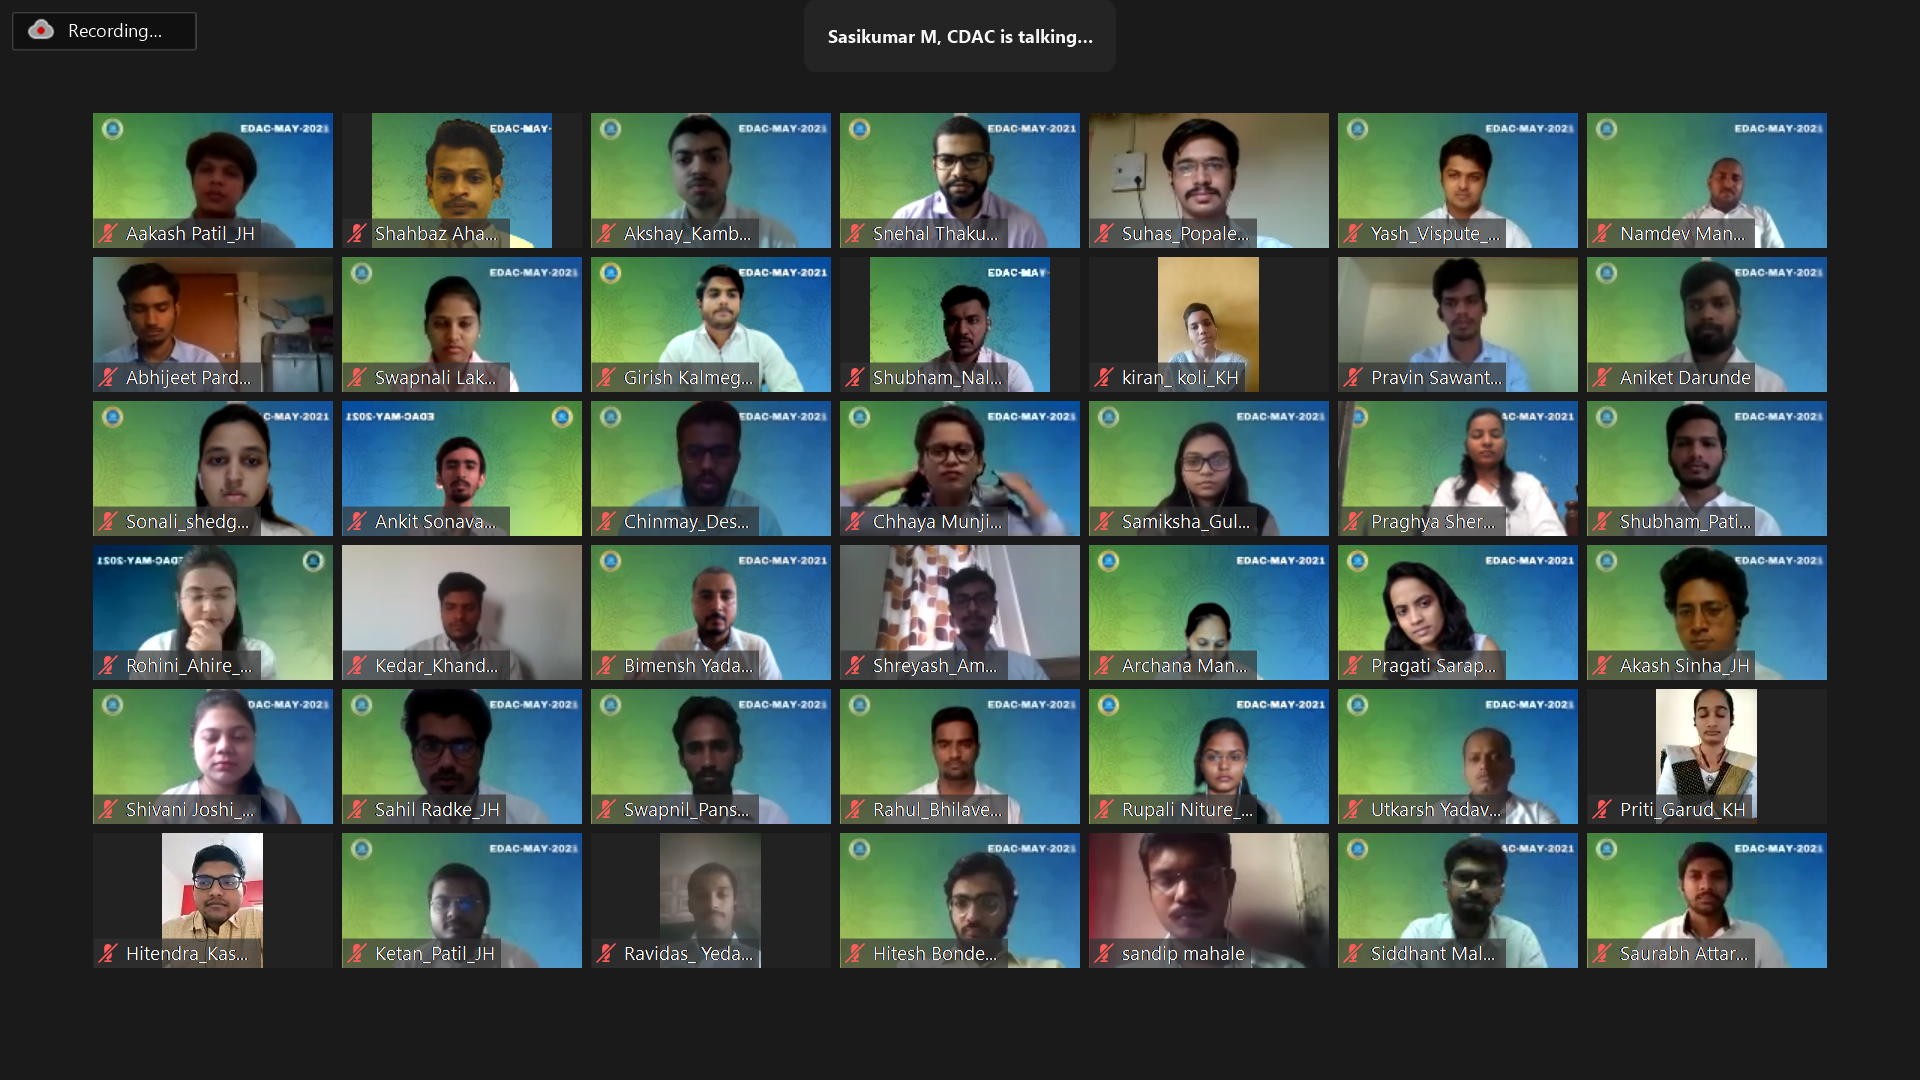 Recording...
Sasikumar M, CDAC is talking...
EDAC-MAY-2021
Aakash Patil_JH
EDAC-MAY-
Shahbaz Aha...
EDAC-MAY-2021
Akshay_Kamb...
EDAC-MAY-2021
Snehal Thaku...
Suhas_Popale...
EDAC-MAY-2021
Yash_Vispute_...
EDAC-MAY-2021
Namdev Man...
Abhijeet Pard...
EDAC-MAY-2021
Swapnali Lak...
EDAC-MAY-2021
Girish Kalmeg...
EDAC-MAY-
Shubham_Nal...
kiran_ koli_KH
Pravin Sawant...
EDAC-MAY-2021
Aniket Darunde
C-MAY-2021
Sonali_shedg...
EDAC-MAY-2021
Ankit Sonava...
EDAC-MAY-2021
Chinmay_Des...
EDAC-MAY-2021
Chhaya Munji...
EDAC-MAY-2021
Samiksha_Gul...
AC-MAY-2021
Praghya Sher...
EDAC-MAY-2021
Shubham_Pati...
EDAC-MAY-2021
Rohini_Ahire_...
Kedar_Khand...
EDAC-MAY-2021
Bimensh Yada...
Shreyash_Am...
EDAC-MAY-2021
Archana Man...
EDAC-MAY-2021
Pragati Sarap...
EDAC-MAY-2021
Akash Sinha_JH
DAC-MAY-2021
Shivani Joshi_...
EDAC-MAY-2021
Sahil Radke_JH
EDAC-MAY-2021
Swapnil_Pans...
EDAC-MAY-2021
Rahul_Bhilave...
EDAC-MAY-2021
Rupali Niture_...
EDAC-MAY-2021
Utkarsh Yadav...
Priti_Garud_KH
Hitendra_Kas...
EDAC-MAY-2021
Ketan_Patil_JH
Ravidas_ Yeda...
EDAC-MAY-2021
Hitesh Bonde...
sandip mahale
AC-MAY-2021
Siddhant Mal...
EDAC-MAY-2021
Saurabh Attar...